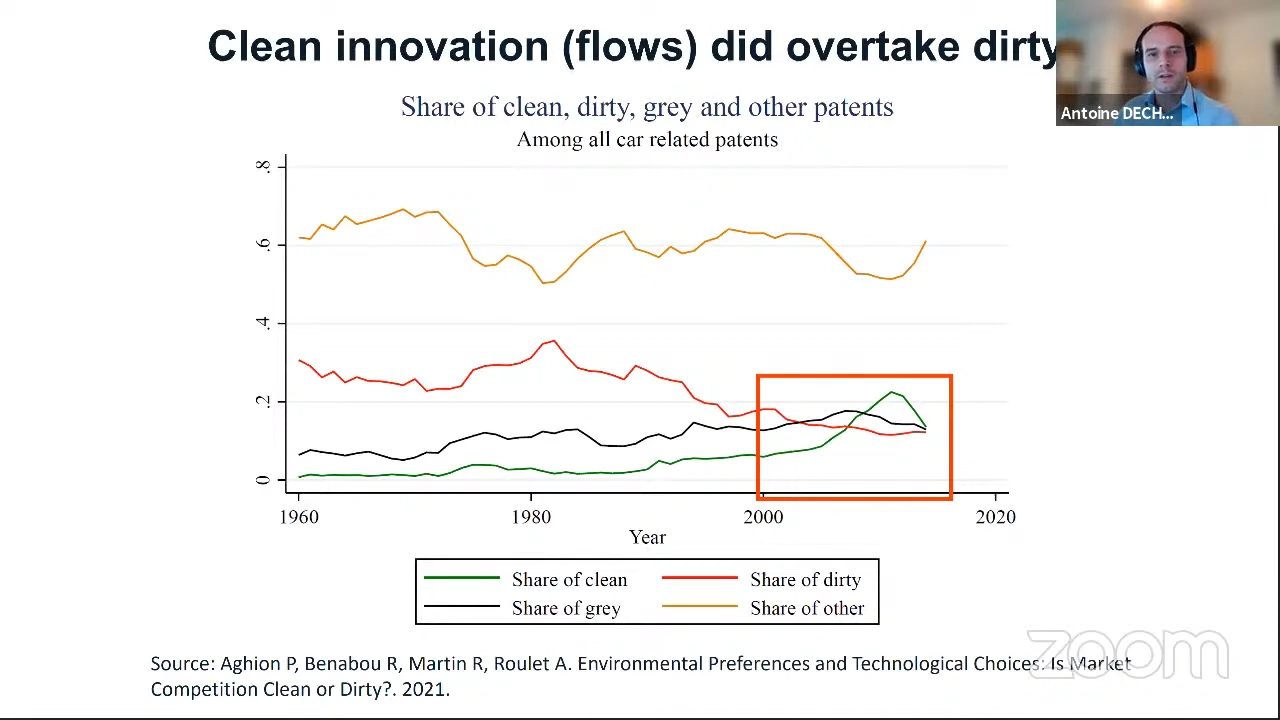 Clean innovation (flows) did overtake dirty
Antoine DECH...
Share of clean, dirty, grey and other patents
Among all car related patents
.8
.6
.4
.2
0
1960
1980
2000
2020
Year
Share of clean
Share of dirty
Share of grey
Share of other
zoom
Source: Aghion P, Benabou R, Martin R, Roulet A. Environmental Preferences and Technological Choices: Is Market
Competition Clean or Dirty?. 2021.